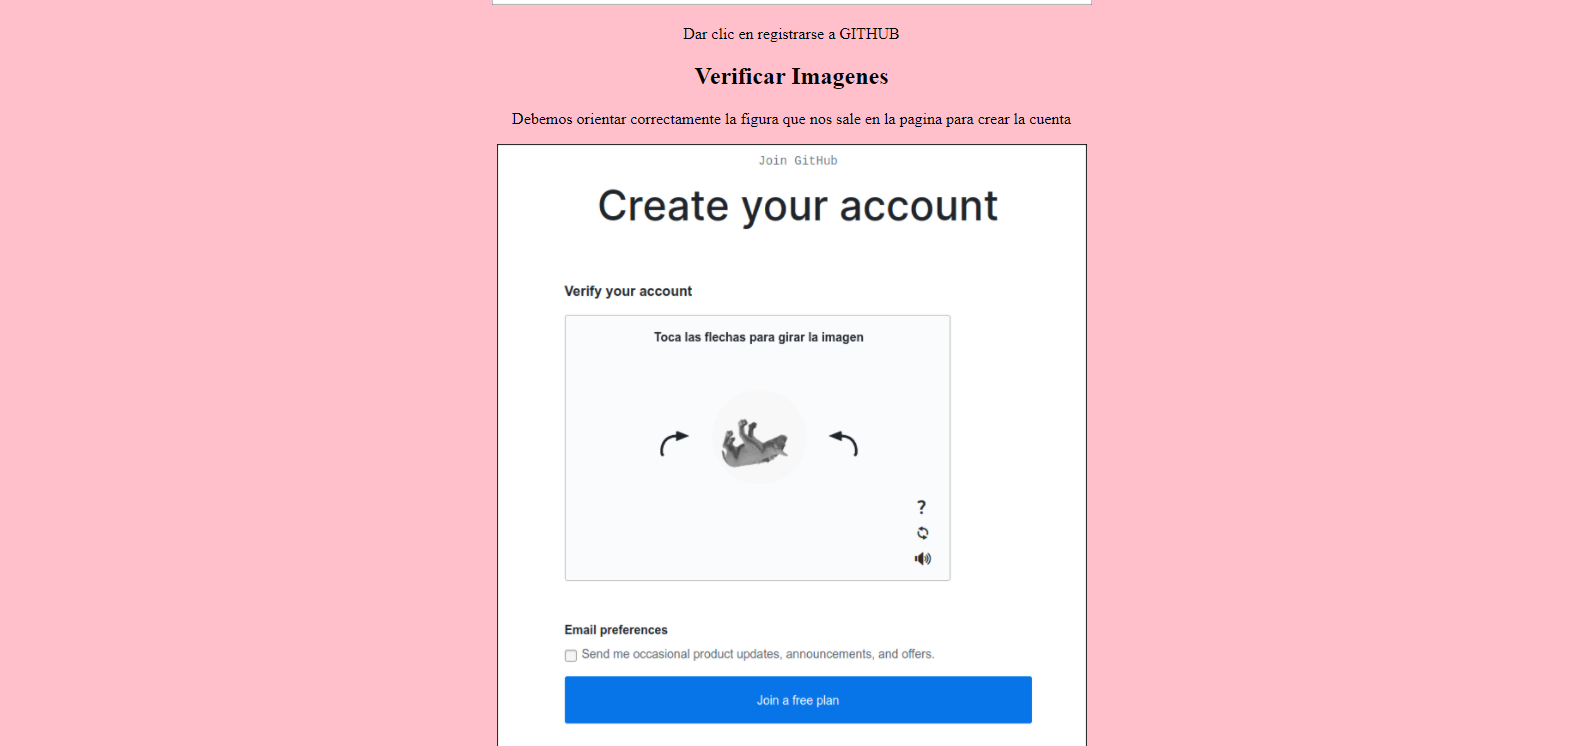 Dar clic en registrarse a GITHUB
Verificar Imagenes
Debemos orientar correctamente la figura que nos sale en la pagina para crear la cuenta
Join GitHub
Create your account
Verify your account
Toca las flechas para girar la imagen
?
Email preferences
Send me occasional product updates, announcements, and offers.
Join a free plan